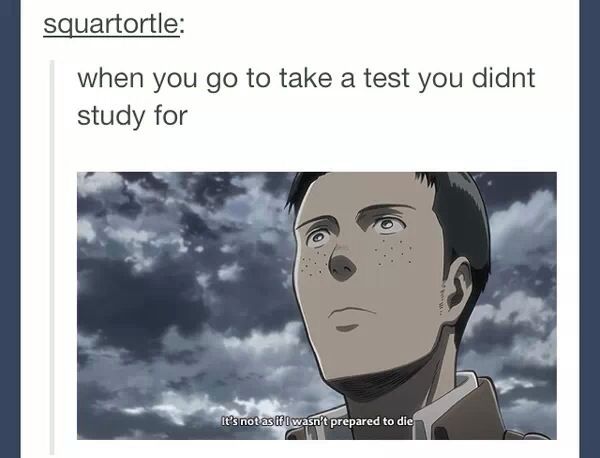 squartortle:
when you go to take a test you didnt
study for
It's not as if I wasn't prepared to die